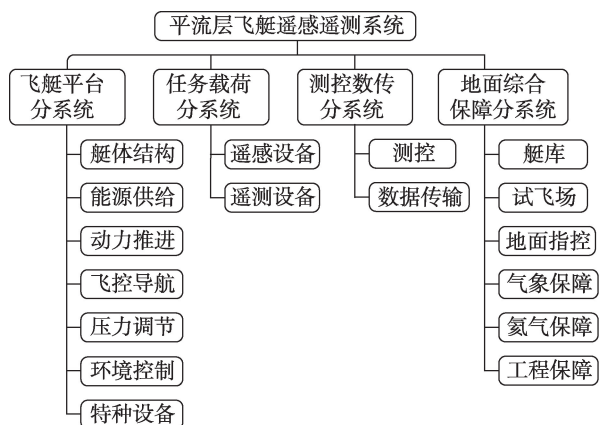 平流层飞艇遥感遥测系统
飞艇平台
分系统
任务载荷
分系统
测控数传
分系统
地面综合
保障分系统
艇体结构
能源供给
动力推进
飞控导航
压力调节
环境控制
特种设备
遥感设备
遥测设备
测控
数据传输
艇库
试飞场
地面指控
气象保障
氦气保障
工程保障